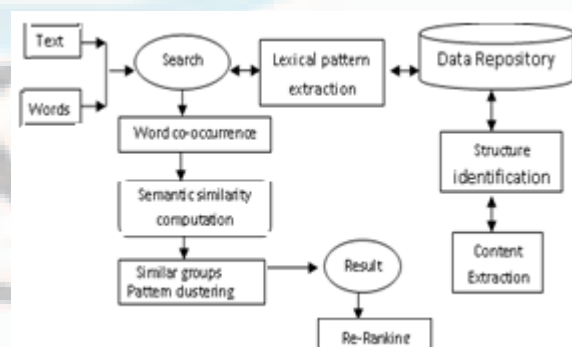 Text
Search
Lexical pattern
extraction
Data Repository
Words
Word co-occurrence
Structure
identification
Semantic similarity
computation
Content
Extraction
Similar groups
Pattern clustering
Result
Re-Ranking